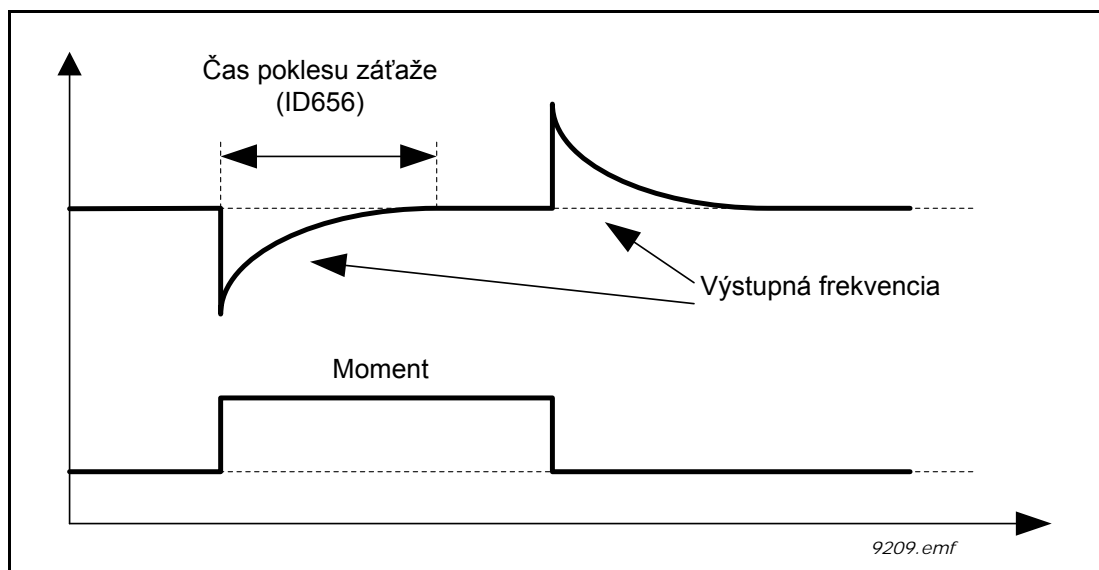 Čas poklesu záťaže
(ID656)
Výstupná frekvencia
Moment
9209.emf